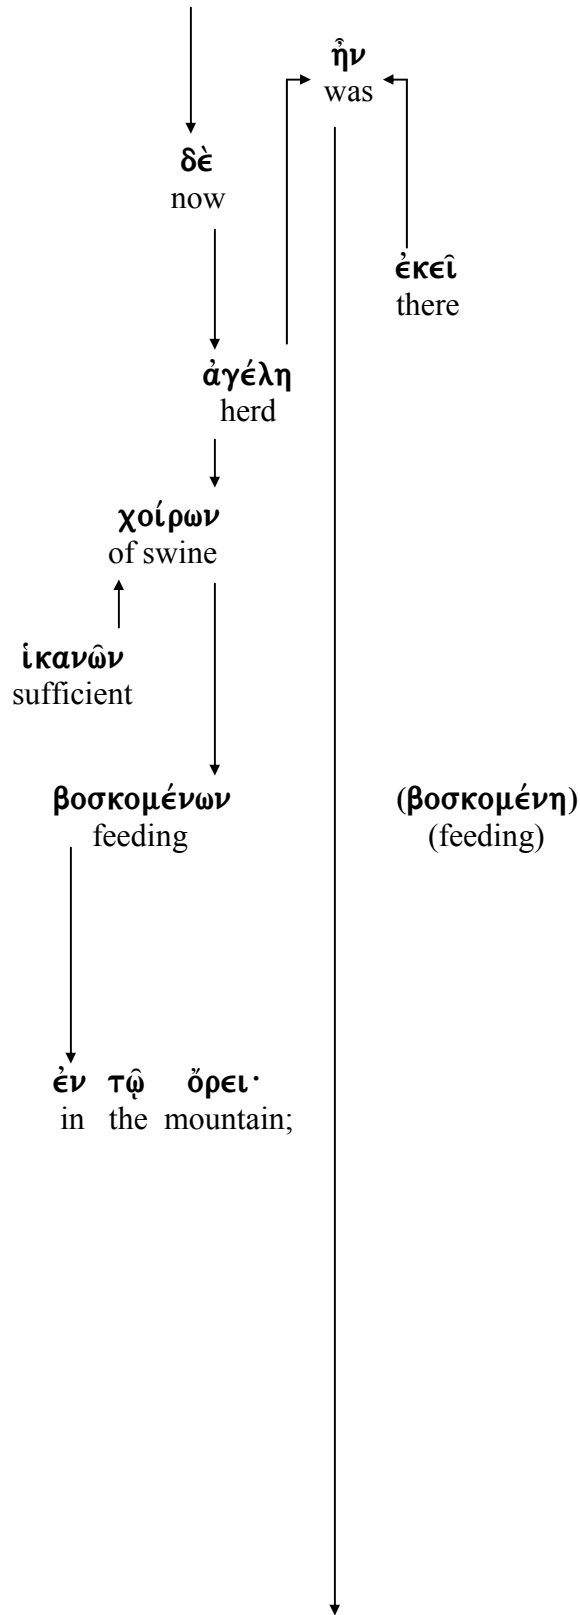 ἦν
was
δὲ
now
ἐκεῖ
there
ἀγέλη
herd
χοίρων
of swine
ἱκανῶν
sufficient
βοσκομένων (βοσκομένη)
feeding (feeding)
ἐν τῷ ὄρει·
in the mountain;